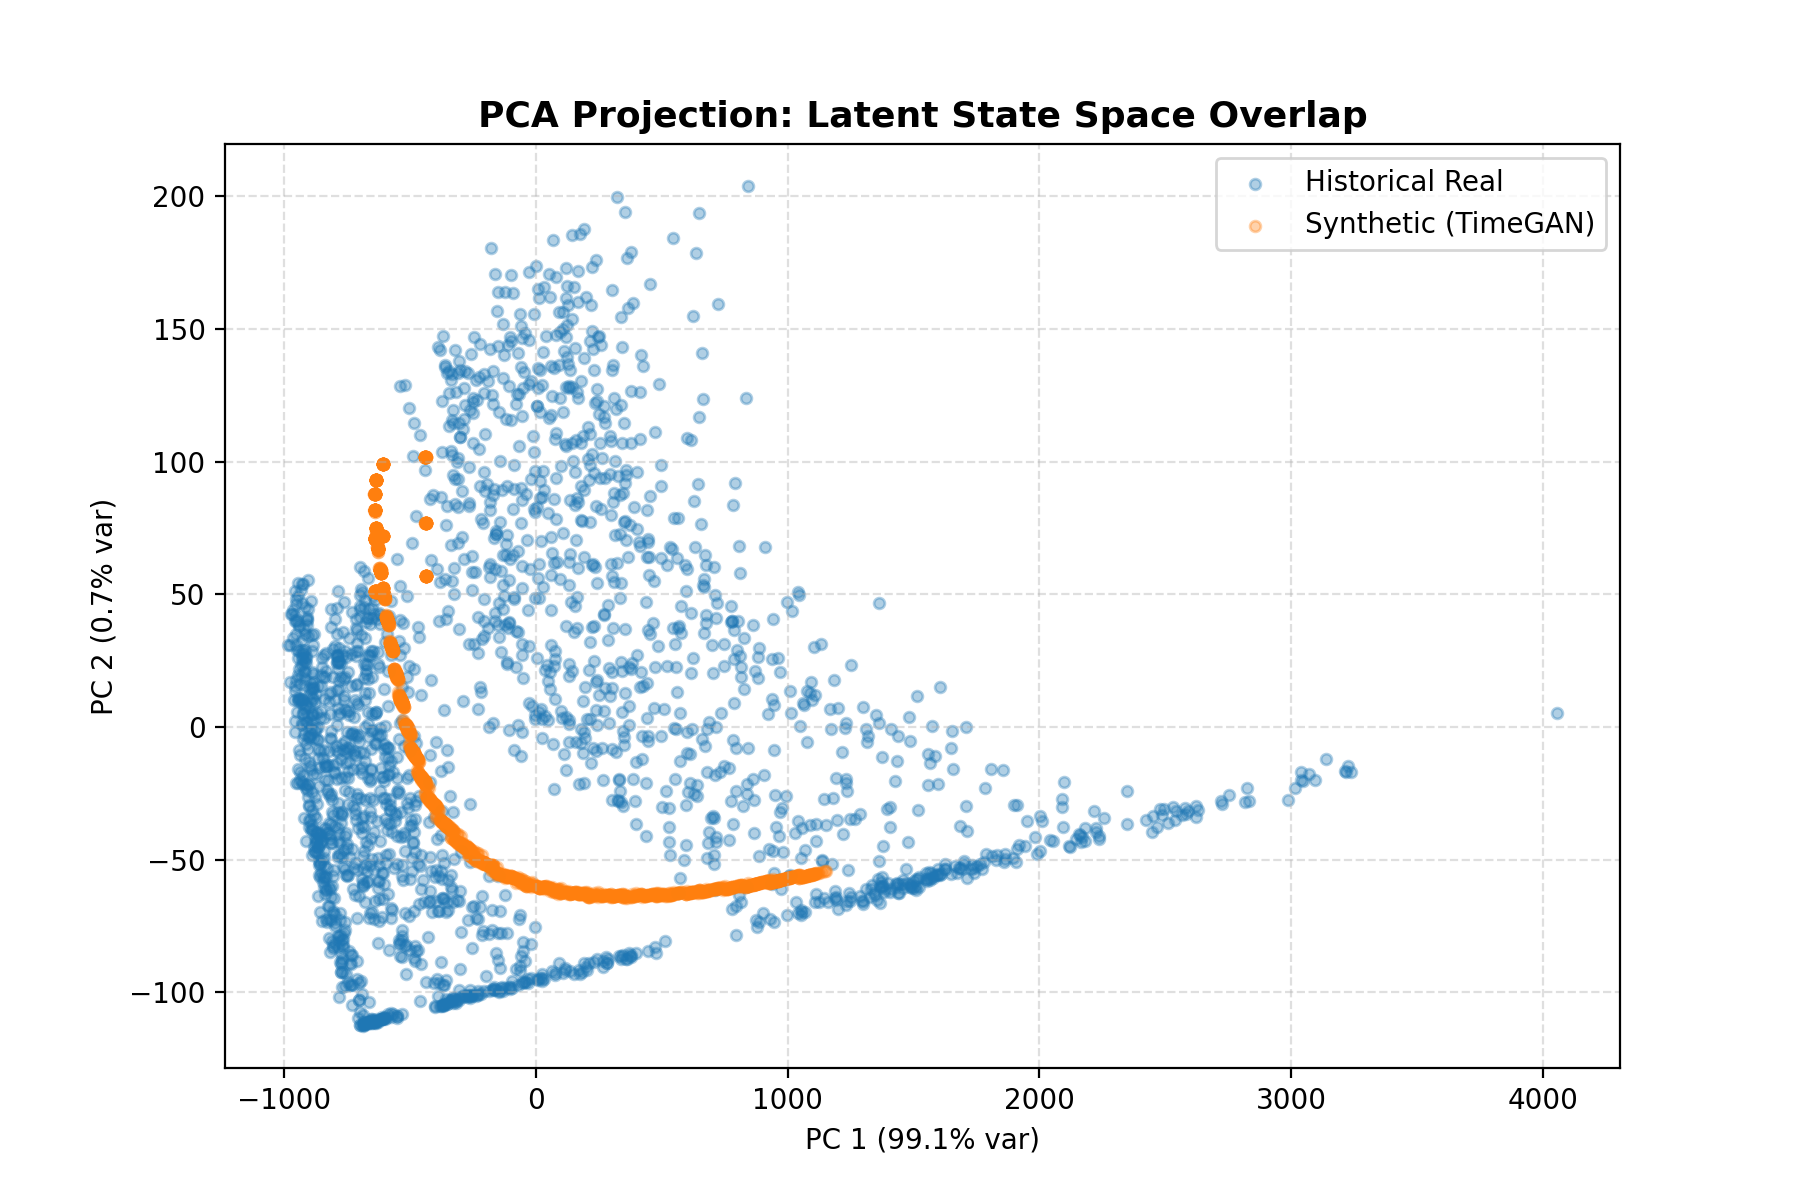 PCA Projection: Latent State Space Overlap
Historical Real
Synthetic (TimeGAN)
200
150
100
50
0
−50
−100
PC 2 (0.7% var)
−1000
0
1000
2000
3000
4000
PC 1 (99.1% var)